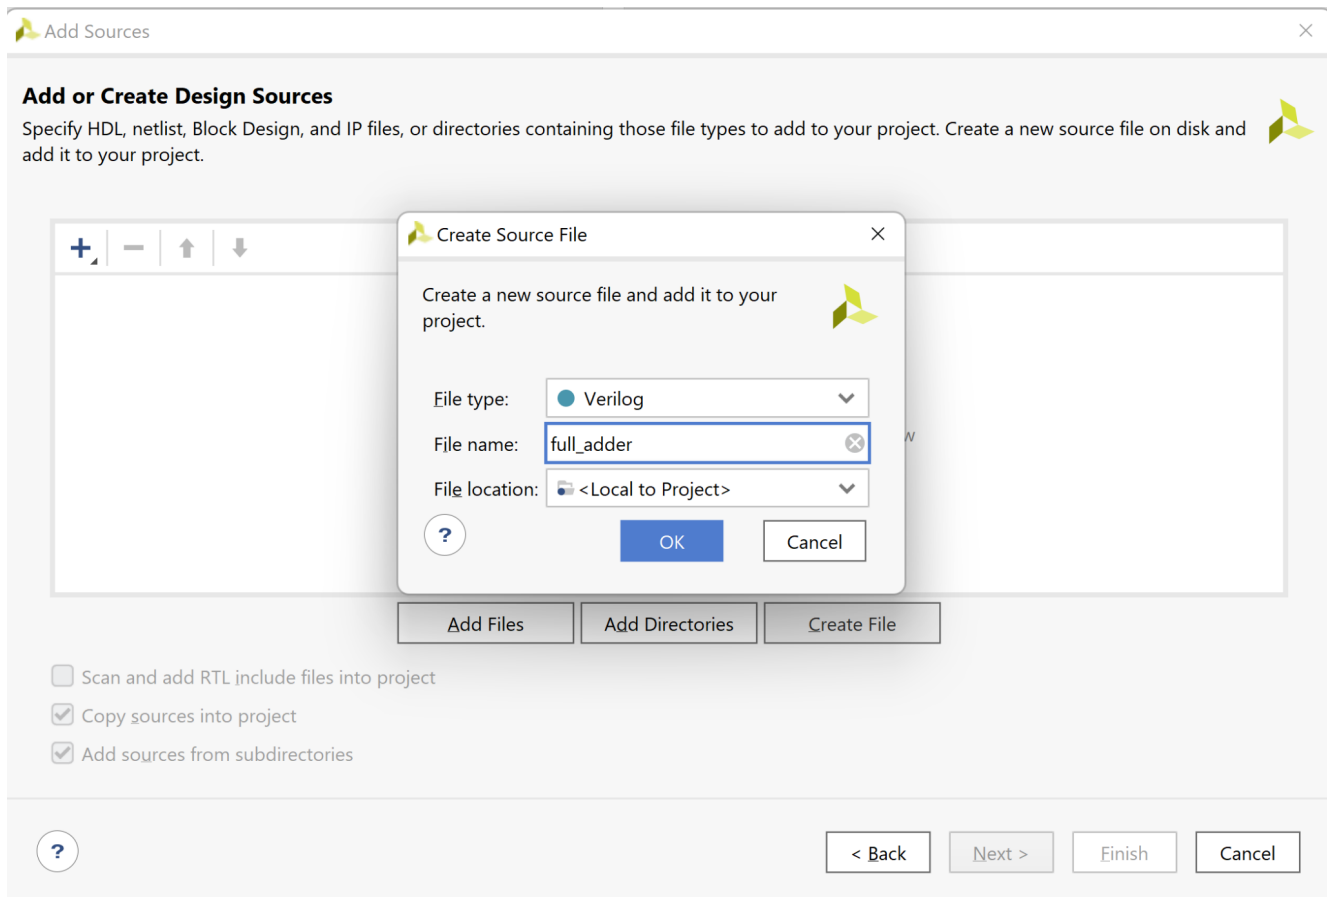 Add Sources
Add or Create Design Sources
Specify HDL, netlist, Block Design, and IP files, or directories containing those file types to add to your project. Create a new source file on disk and
add it to your project.
Create Source File
Create a new source file and add it to your
project.
File type:
Verilog
File name:
full_adder
File location:
<Local to Project>
?
OK
Cancel
Add Files
Add Directories
Create File
Scan and add RTL include files into project
Copy sources into project
Add sources from subdirectories
?
< Back
Next >
Finish
Cancel